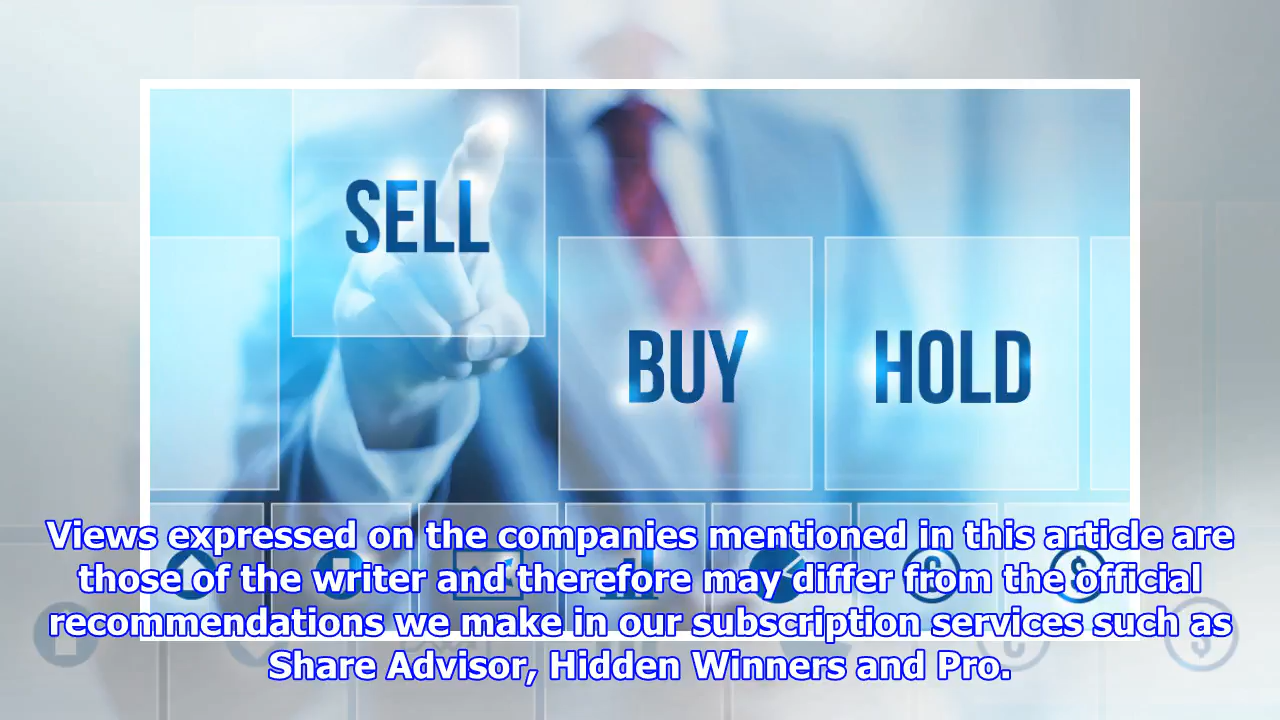 SELL
BUY
HOLD
Views expressed on the companies mentioned in this article are
those of the writer and therefore may differ from the official
recommendations we make in our subscription services such as
Share Advisor, Hidden Winners and Pro.